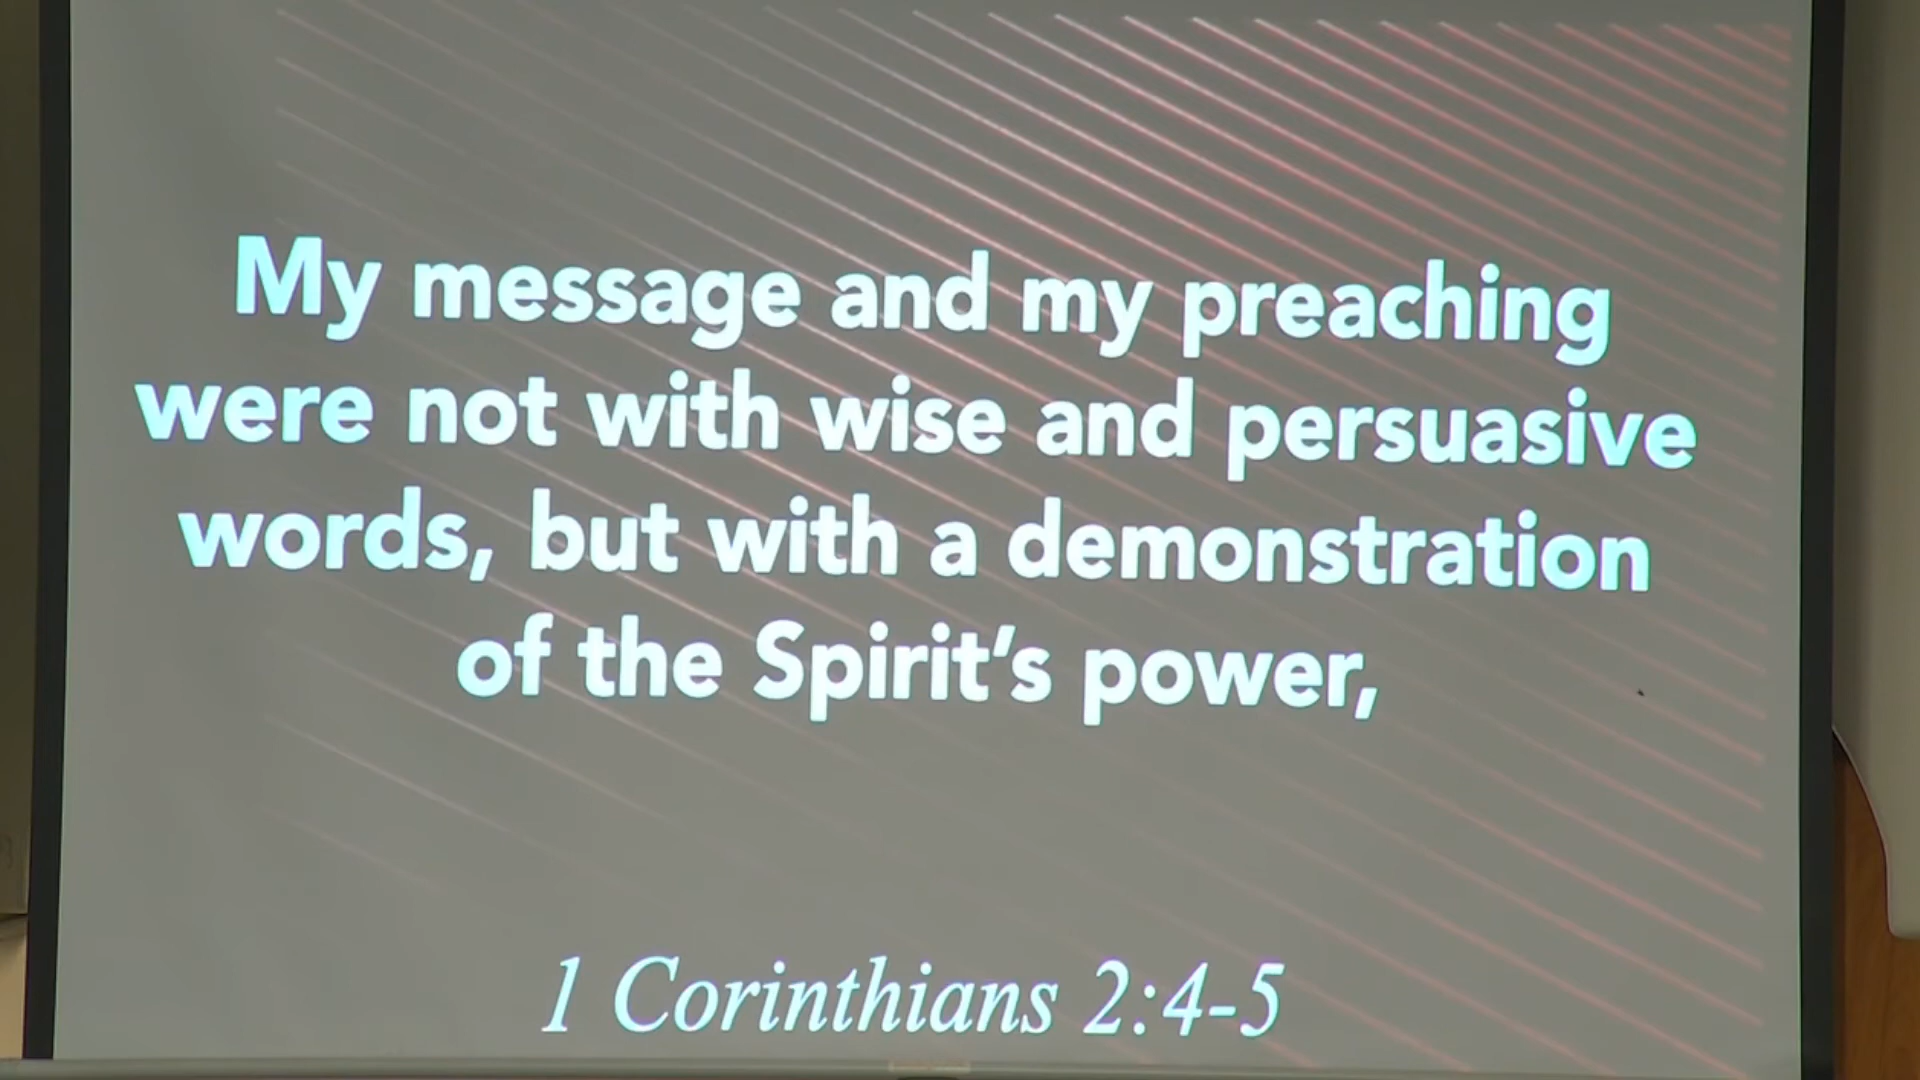 My message and my preaching
were not with wise and persuasive
words, but with a demonstration
of the Spirit’s power,
1 Corinthians 2:4-5